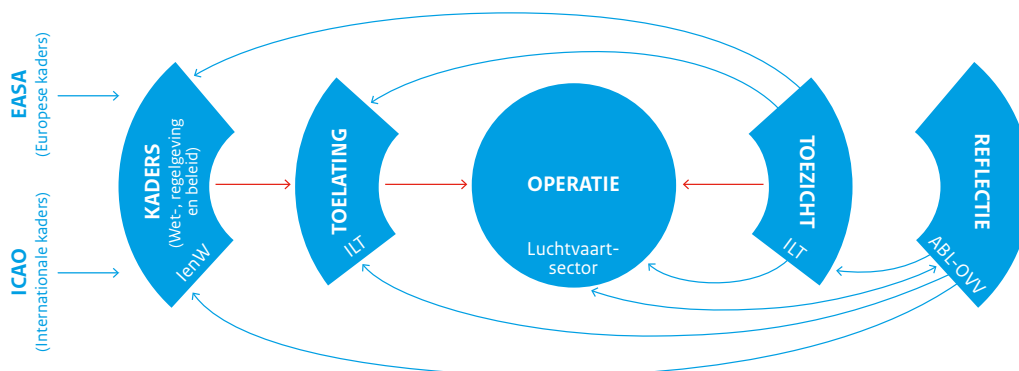 EASA
(Europese kaders)
ICAO
(Internationale kaders)
KADERS
(Wet-, regelgeving
en beleid)
IenW
TOELATING
ILT
OPERATIE
Luchtvaart-
sector
TOEZICHT
ILT
REFLECTIE
ABL-OVV